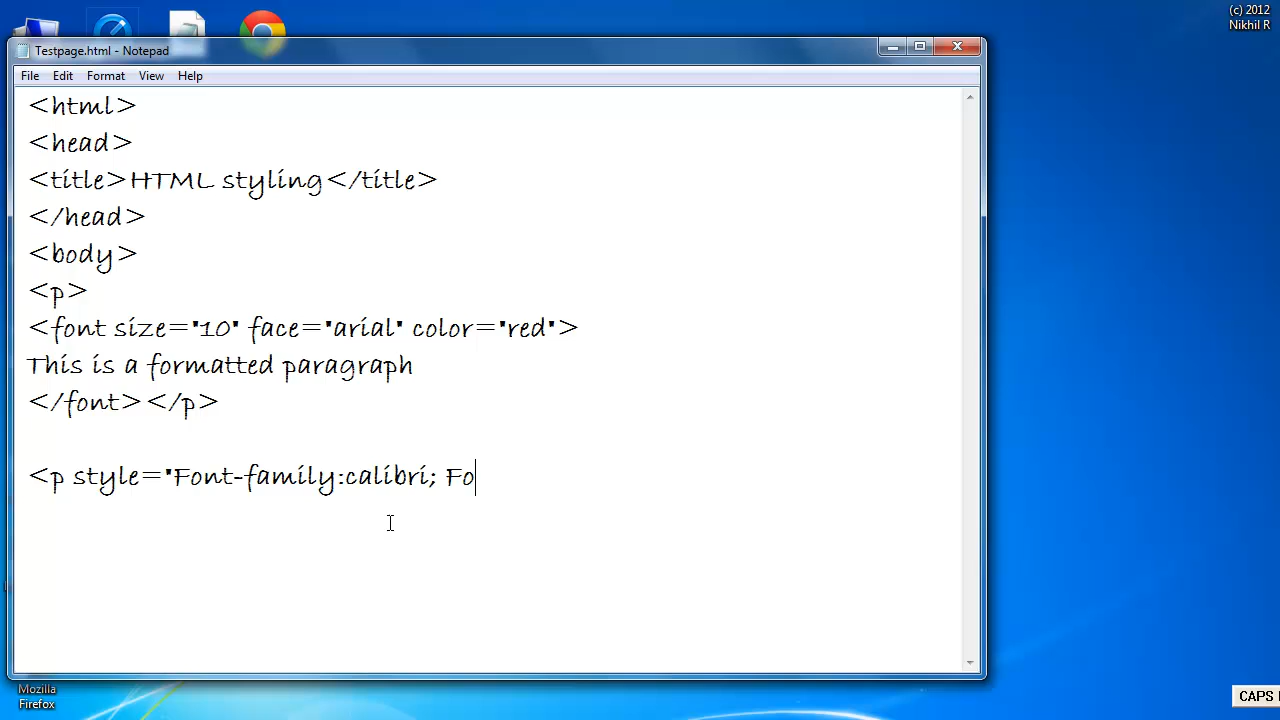 (c) 2012
Nikhil R
Testpage.html - Notepad
File Edit Format View Help
<html>
<head>
<title>HTML styling</title>
</head>
<body>
<p>
<font size="10" face="arial" color="red">
This is a formatted paragraph
</font></p>
<p style="Font-family:calibri; Fo
Mozilla
Firefox
CAPS